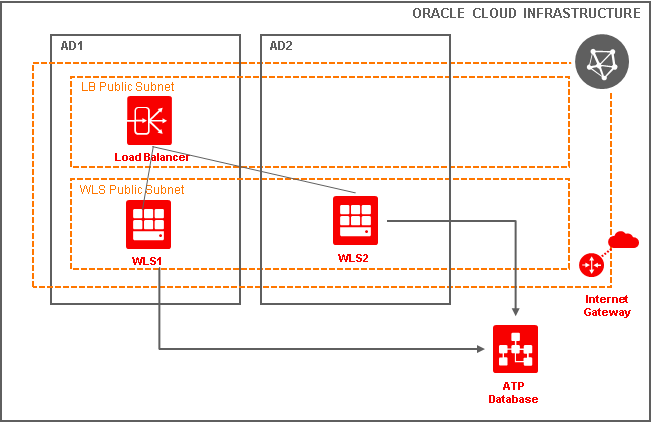 ORACLE CLOUD INFRASTRUCTURE
AD1
AD2
LB Public Subnet
Load Balancer
WLS Public Subnet
WLS1
WLS2
Internet
Gateway
ATP
Database